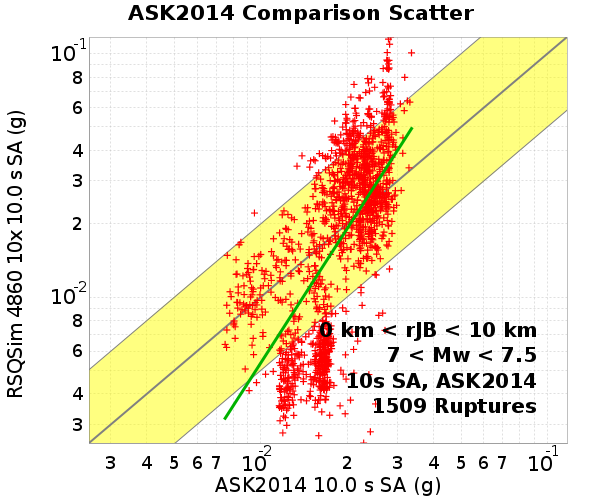 ASK2014 Comparison Scatter
RSQSim 4860 10x 10.0 s SA (g)
10-1
8
6
4
3
2
10-2
8
6
4
3
0 km < rJB < 10 km
7 < Mw < 7.5
10s SA, ASK2014
1509 Ruptures
3 4 5 6 7 10-2 2 3 4 5 6 7 10-1
ASK2014 10.0 s SA (g)